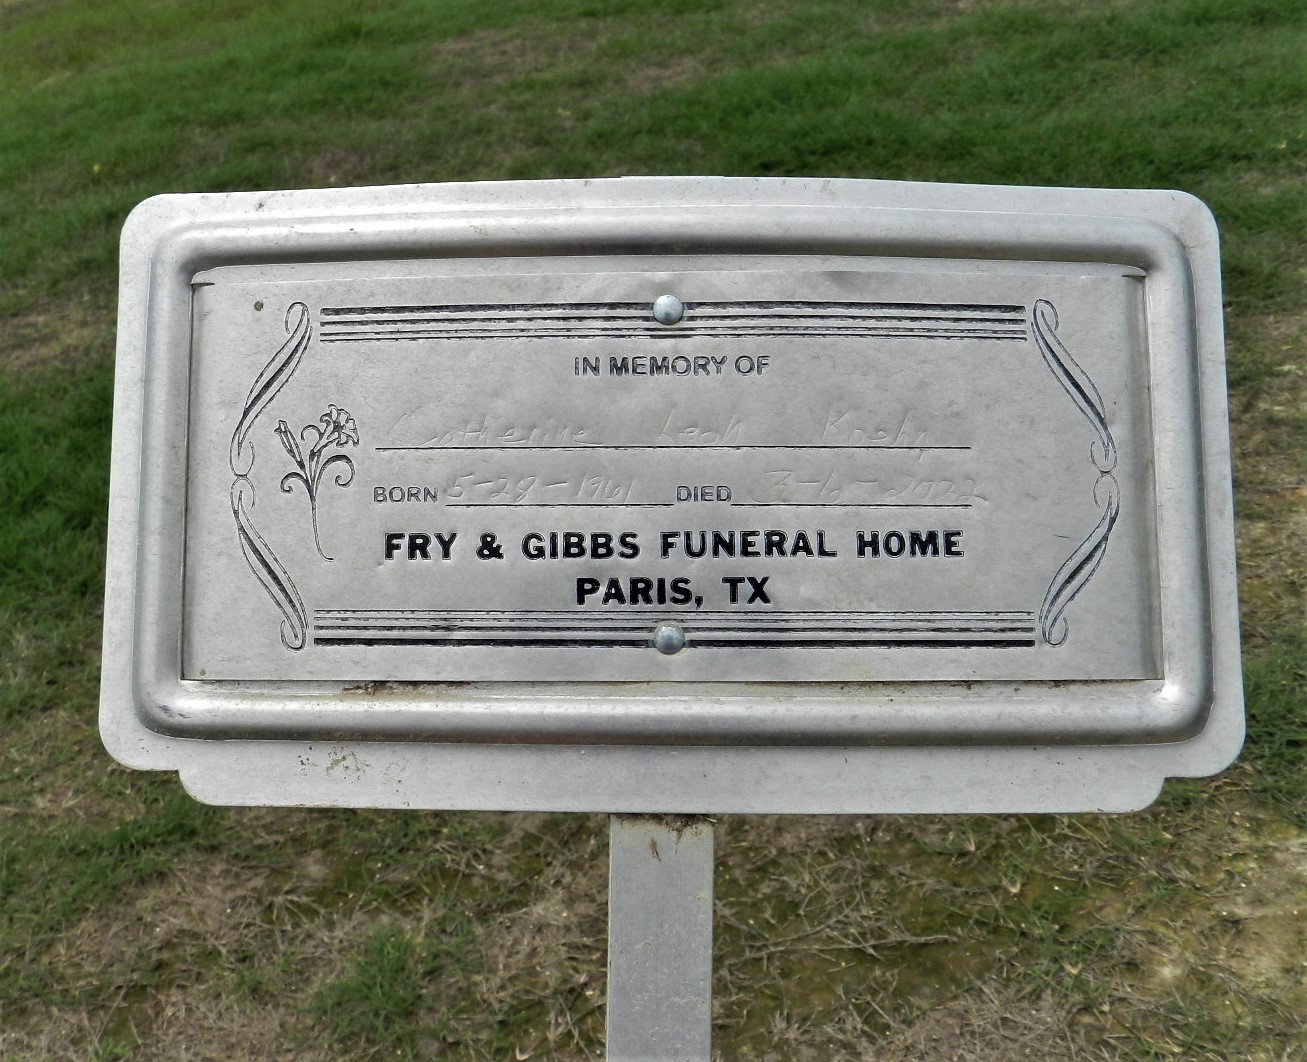 IN MEMORY OF
Catherine Leah Koehn
BORN 5-28-1961 DIED 3-6-2022
FRY & GIBBS FUNERAL HOME
PARIS, TX